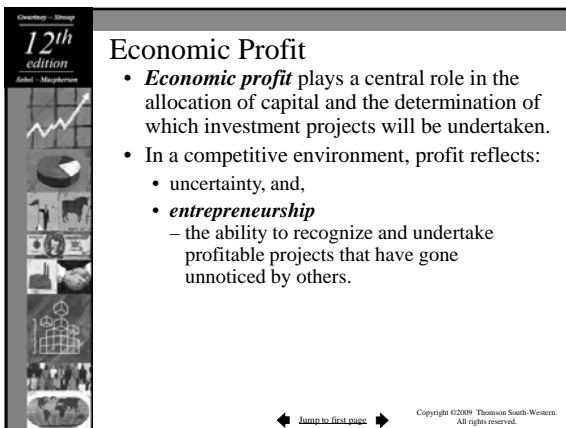 Gwartney – Stroup
12th
edition
Sobel – Macpherson
Economic Profit
• Economic profit plays a central role in the
allocation of capital and the determination of
which investment projects will be undertaken.
• In a competitive environment, profit reflects:
• uncertainty, and,
• entrepreneurship
– the ability to recognize and undertake
profitable projects that have gone
unnoticed by others.
Jump to first page
Copyright ©2009 Thomson South-Western.
All rights reserved.